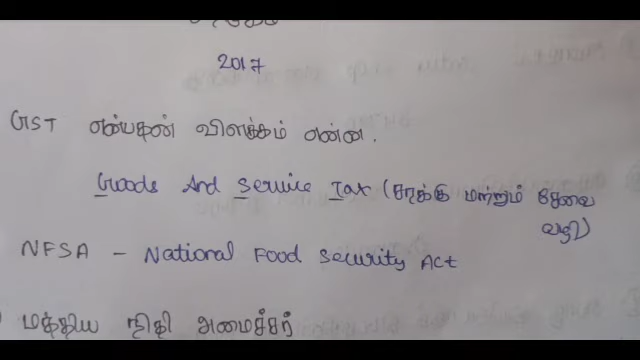 2017
GST என்பதன் விளக்கம் என்ன.
Goods And Service Tax (சரக்கு மற்றும் சேவை
வழி)
NFSA - National Food Security Act
மத்திய நிதி அமைச்சர்